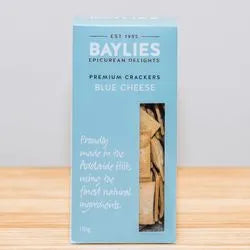 EST 1995
BAYLIES
EPICUREAN DELIGHTS
PREMIUM CRACKERS
BLUE CHEESE
Proudly
made in the
Adelaide Hills
using the
finest natural
ingredients.